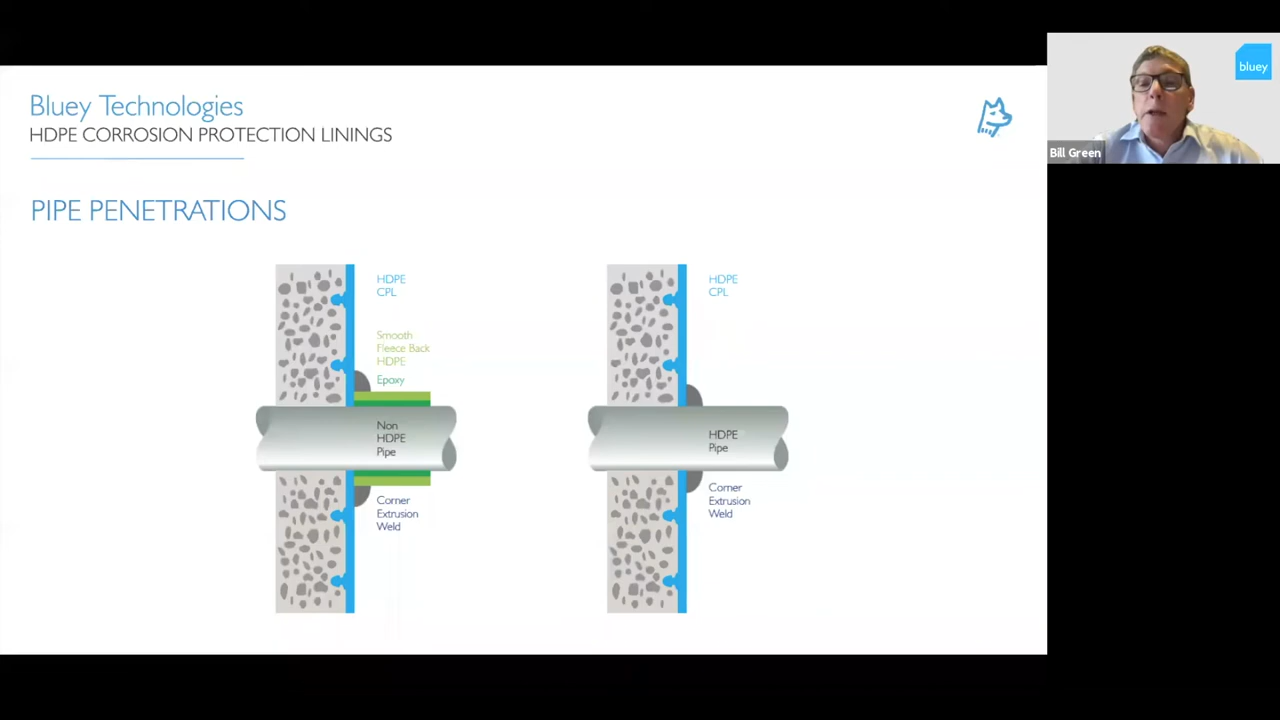 Bluey Technologies
HDPE CORROSION PROTECTION LININGS
PIPE PENETRATIONS
HDPE
CPL
Smooth
Fleece Back
HDPE
Epoxy
Non
HDPE
Pipe
Corner
Extrusion
Weld
HDPE
CPL
HDPE
Pipe
Corner
Extrusion
Weld
bluey
Bill Green